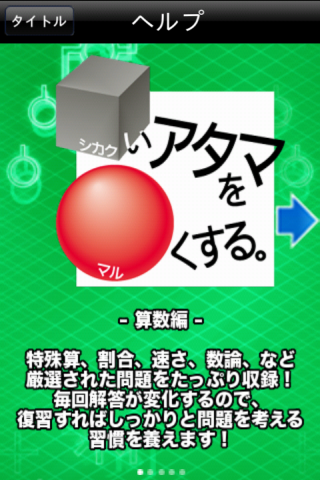 タイトル
ヘルプ
シカク
いアタマ
を
マル
くする。
- 算数編 -
特殊算、割合、速さ、数論、など
厳選された問題をたっぷり収録！
毎回解答が変化するので、
復習すればしっかりと問題を考える
習慣を養えます！